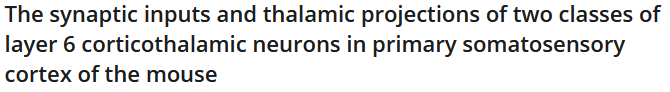 The synaptic inputs and thalamic projections of two classes of
layer 6 corticothalamic neurons in primary somatosensory
cortex of the mouse